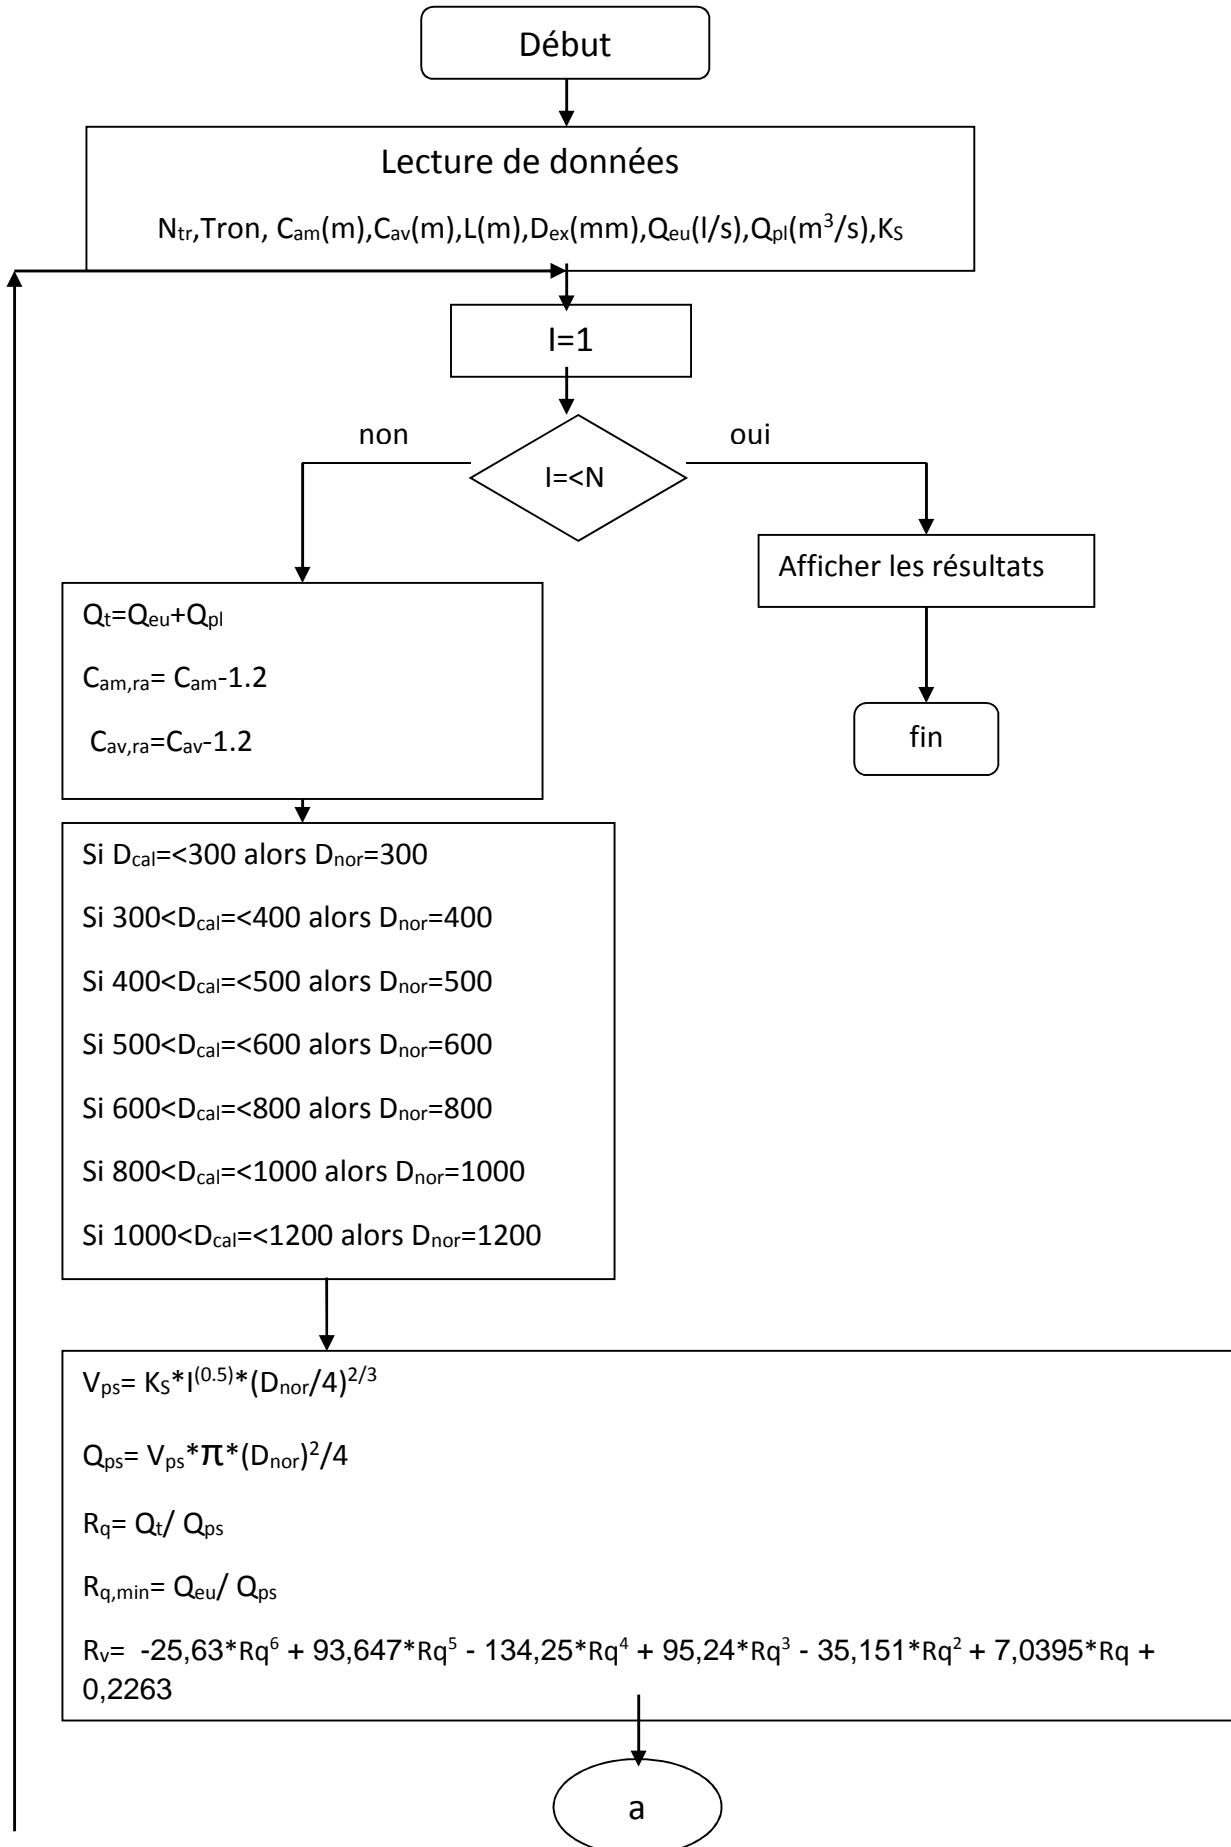 Début
Lecture de données
Ntr,Tron, Cam(m),Cav(m),L(m),Dex(mm),Qeu(l/s),Qpl(m³/s),KS
I=1
non
oui
I=<N
Afficher les résultats
fin
Qt=Qeu+Qpl
Cam,ra= Cam-1.2
Cav,ra=Cav-1.2
Si Dcal=<300 alors Dnor=300
Si 300<Dcal=<400 alors Dnor=400
Si 400<Dcal=<500 alors Dnor=500
Si 500<Dcal=<600 alors Dnor=600
Si 600<Dcal=<800 alors Dnor=800
Si 800<Dcal=<1000 alors Dnor=1000
Si 1000<Dcal=<1200 alors Dnor=1200
Vps= KS*I^(0.5)*(Dnor/4)^2/3
Qps= Vps*π*(Dnor)²/4
Rq= Qt/ Qps
Rq,min= Qeu/ Qps
Rv= -25,63*Rq⁶ + 93,647*Rq⁵ - 134,25*Rq⁴ + 95,24*Rq³ - 35,151*Rq² + 7,0395*Rq +
0,2263
a